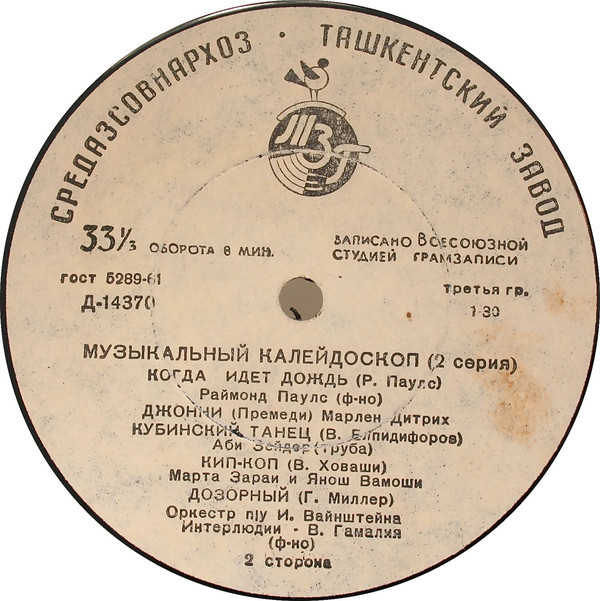 СРЕДАЗСОВНАРХОЗ · ТАШКЕНТСКИЙ ЗАВОД
ТЗГ
33⅓ ОБОРОТА В МИН.
ЗАПИСАНО ВСЕСОЮЗНОЙ
СТУДИЕЙ ГРАМЗАПИСИ
ГОСТ 5289-61
Д-14370
третья гр.
1-30
МУЗЫКАЛЬНЫЙ КАЛЕЙДОСКОП (2 серия)
КОГДА ИДЕТ ДОЖДЬ (Р. Паулс)
Раймонд Паулс (ф-но)
ДЖОННИ (Премеди) Марлен Дитрих
КУБИНСКИЙ ТАНЕЦ (В. Елпидифоров)
Аби Зейдер (труба)
КИП-КОП (В. Ховаши)
Марта Зараи и Янош Вамоши
ДОЗОРНЫЙ (Г. Миллер)
Оркестр п/у И. Вайнштейна
Интерлюдии - В. Гамалия
(ф-но)
2 сторона